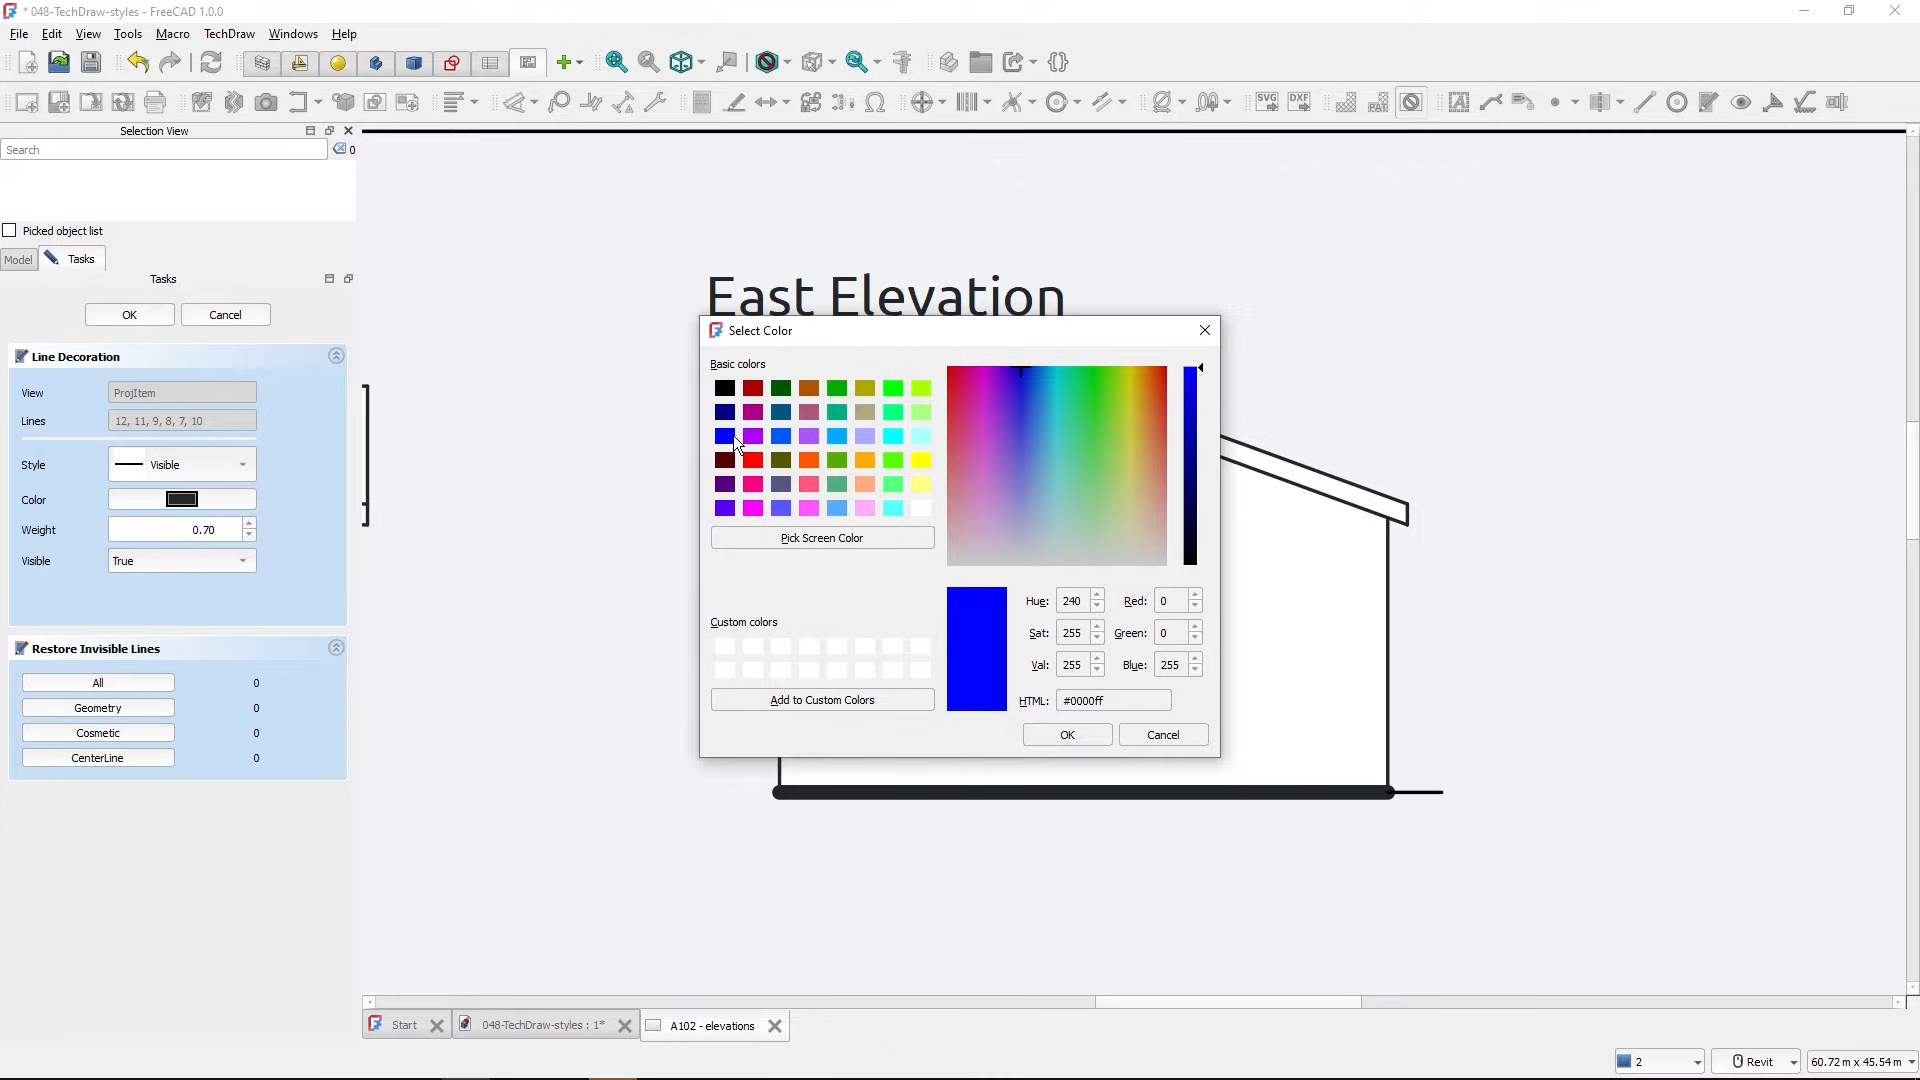 * 048-TechDraw-styles - FreeCAD 1.0.0
File Edit View Tools Macro TechDraw Windows Help
SVG DXF PAT
Selection View
Search
0
Picked object list
Model Tasks
Tasks
OK Cancel
Line Decoration
View ProjItem
Lines 12, 11, 9, 8, 7, 10
Style Visible
Color
Weight 0.70
Visible True
Restore Invisible Lines
All 0
Geometry 0
Cosmetic 0
CenterLine 0
East Elevation
Select Color
Basic colors
Pick Screen Color
Custom colors
Add to Custom Colors
Hue: 240 Red: 0
Sat: 255 Green: 0
Val: 255 Blue: 255
HTML: #0000ff
OK Cancel
Start 048-TechDraw-styles : 1* A102 - elevations
2 Revit 60.72 m x 45.54 m